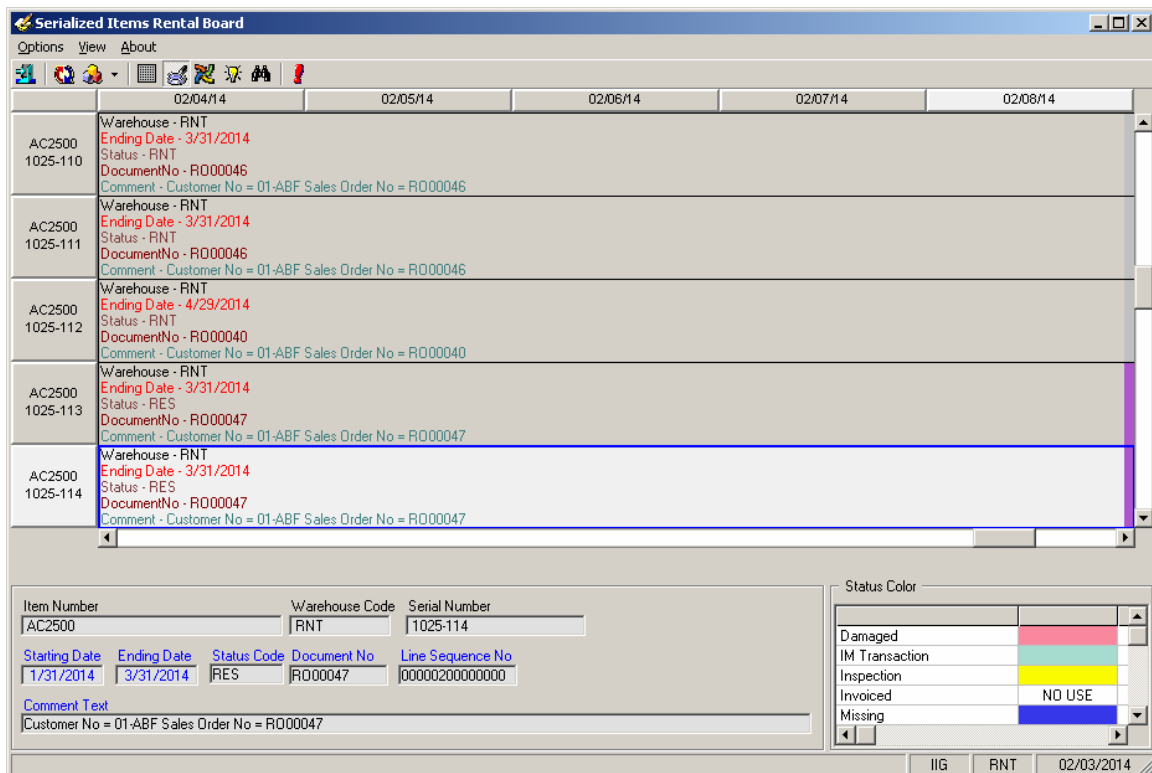 Serialized Items Rental Board
Options View About
02/04/14 02/05/14 02/06/14 02/07/14 02/08/14
AC2500
1025-110
Warehouse - RNT
Ending Date - 3/31/2014
Status - RNT
DocumentNo - RO00046
Comment - Customer No = 01-ABF Sales Order No = RO00046
AC2500
1025-111
Warehouse - RNT
Ending Date - 3/31/2014
Status - RNT
DocumentNo - RO00046
Comment - Customer No = 01-ABF Sales Order No = RO00046
AC2500
1025-112
Warehouse - RNT
Ending Date - 4/29/2014
Status - RNT
DocumentNo - RO00040
Comment - Customer No = 01-ABF Sales Order No = RO00040
AC2500
1025-113
Warehouse - RNT
Ending Date - 3/31/2014
Status - RES
DocumentNo - RO00047
Comment - Customer No = 01-ABF Sales Order No = RO00047
AC2500
1025-114
Warehouse - RNT
Ending Date - 3/31/2014
Status - RES
DocumentNo - RO00047
Comment - Customer No = 01-ABF Sales Order No = RO00047
Item Number Warehouse Code Serial Number
AC2500 RNT 1025-114
Starting Date Ending Date Status Code Document No Line Sequence No
1/31/2014 3/31/2014 RES RO00047 00000200000000
Comment Text
Customer No = 01-ABF Sales Order No = RO00047
Status Color
Damaged
IM Transaction
Inspection
Invoiced NO USE
Missing
IIG RNT 02/03/2014